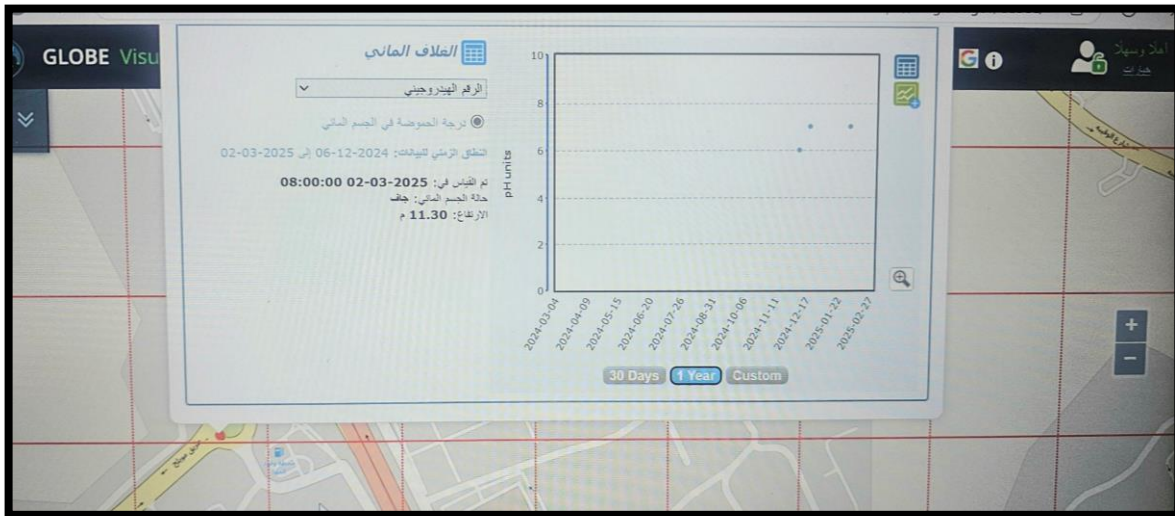 GLOBE Visu
الغلاف المائي
الرقم الهيدروجيني
درجة الحموضة في الجسم المائي
النطاق الزمني للبيانات: 2024-12-06 إلى 2025-03-02
تم القياس في: 2025-03-02 08:00:00
حالة الجسم المائي: جاف
الارتفاع: 11.30 م
pH units
10
8
6
4
2
0
2024-03-04
2024-04-09
2024-05-15
2024-06-20
2024-07-26
2024-08-31
2024-10-06
2024-11-11
2024-12-17
2025-01-22
2025-02-27
30 Days
1 Year
Custom
G i
أهلا وسهلا
خيارات
+
−